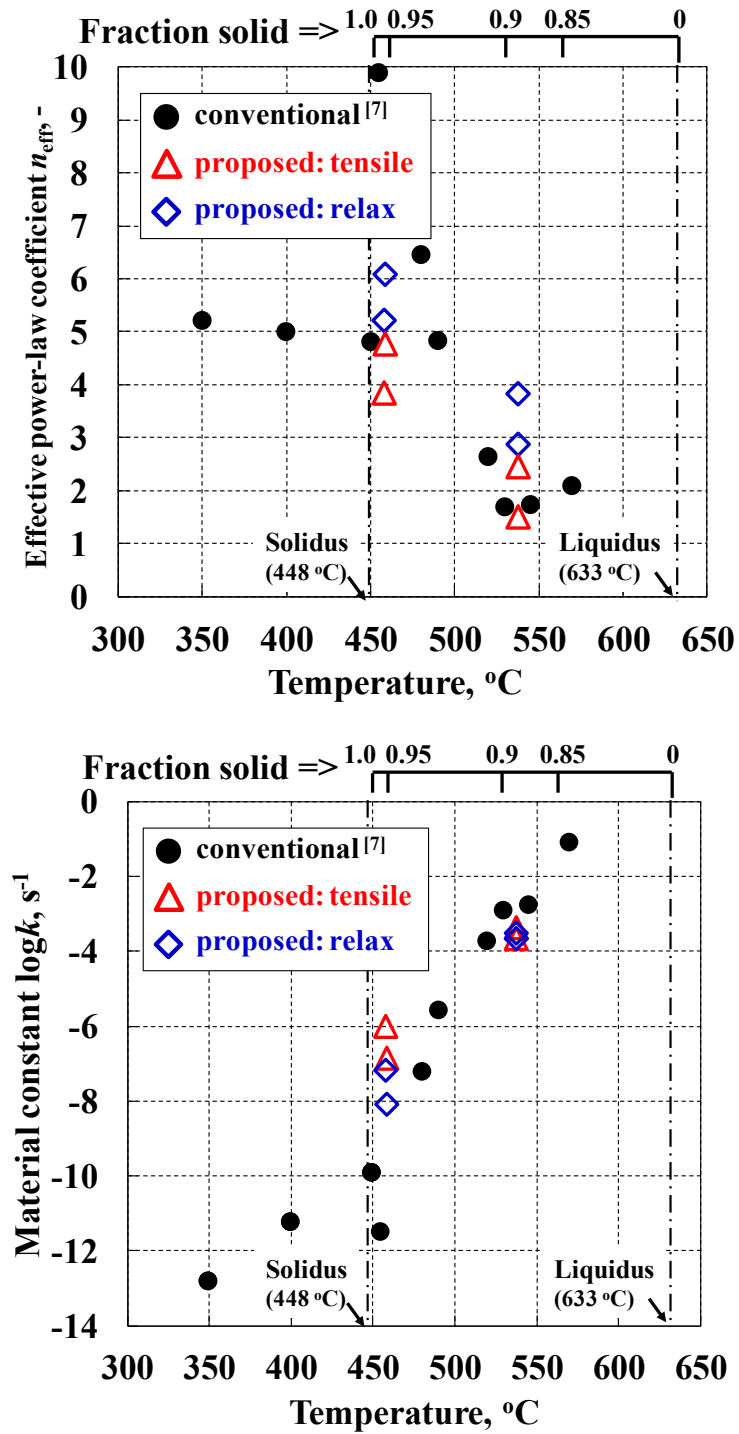 Fraction solid =>
1.0 0.95 0.9 0.85 0
Effective power-law coefficient neff, -
10
9
8
7
6
5
4
3
2
1
0
conventional [7]
proposed: tensile
proposed: relax
Solidus
(448 °C)
Liquidus
(633 °C)
300 350 400 450 500 550 600 650
Temperature, °C
Fraction solid =>
1.0 0.95 0.9 0.85 0
Material constant logk, s-1
0
-2
-4
-6
-8
-10
-12
-14
conventional [7]
proposed: tensile
proposed: relax
Solidus
(448 °C)
Liquidus
(633 °C)
300 350 400 450 500 550 600 650
Temperature, °C